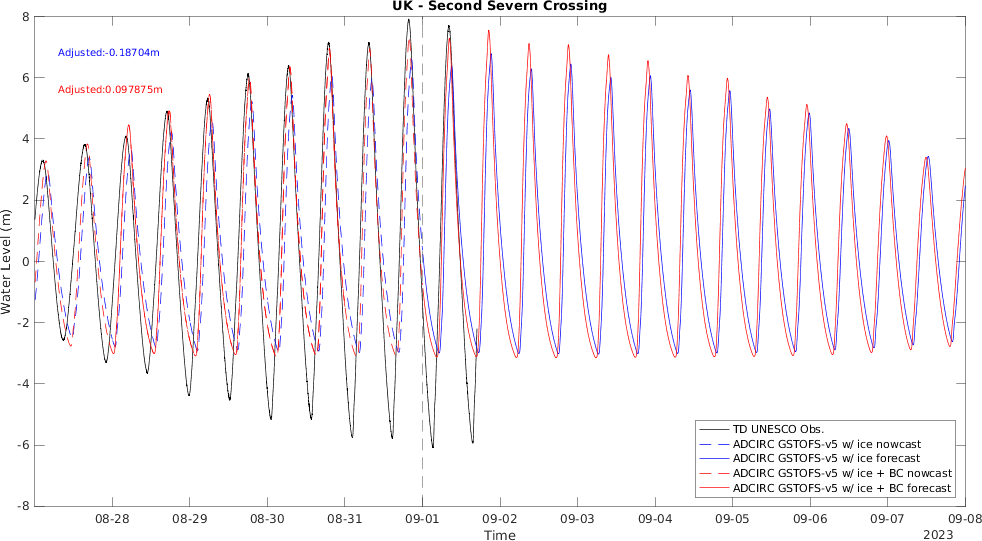 UK - Second Severn Crossing
8
6
4
2
0
-2
-4
-6
-8
Water Level (m)
Adjusted:-0.18704m
Adjusted:0.097875m
TD UNESCO Obs.
ADCIRC GSTOFS-v5 w/ ice nowcast
ADCIRC GSTOFS-v5 w/ ice forecast
ADCIRC GSTOFS-v5 w/ ice + BC nowcast
ADCIRC GSTOFS-v5 w/ ice + BC forecast
08-28 08-29 08-30 08-31 09-01 09-02 09-03 09-04 09-05 09-06 09-07 09-08
Time
2023